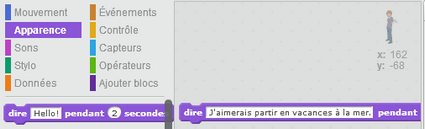 Mouvement Événements
Apparence Contrôle
Sons Capteurs
Stylo Opérateurs
Données Ajouter blocs
x: 162
y: -68
dire Hello! pendant 2 secondes
dire J'aimerais partir en vacances à la mer. pendant